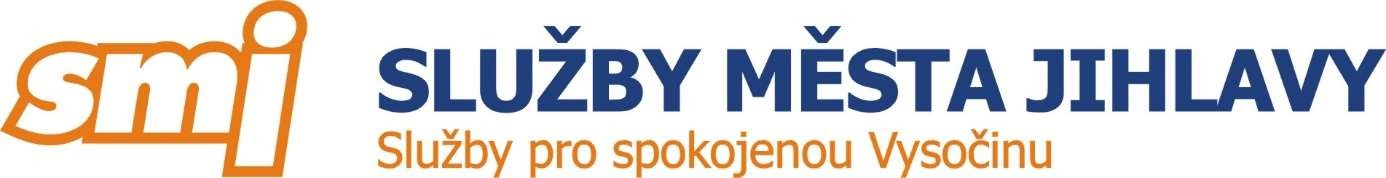 smj SLUŽBY MĚSTA JIHLAVY
Služby pro spokojenou Vysočinu